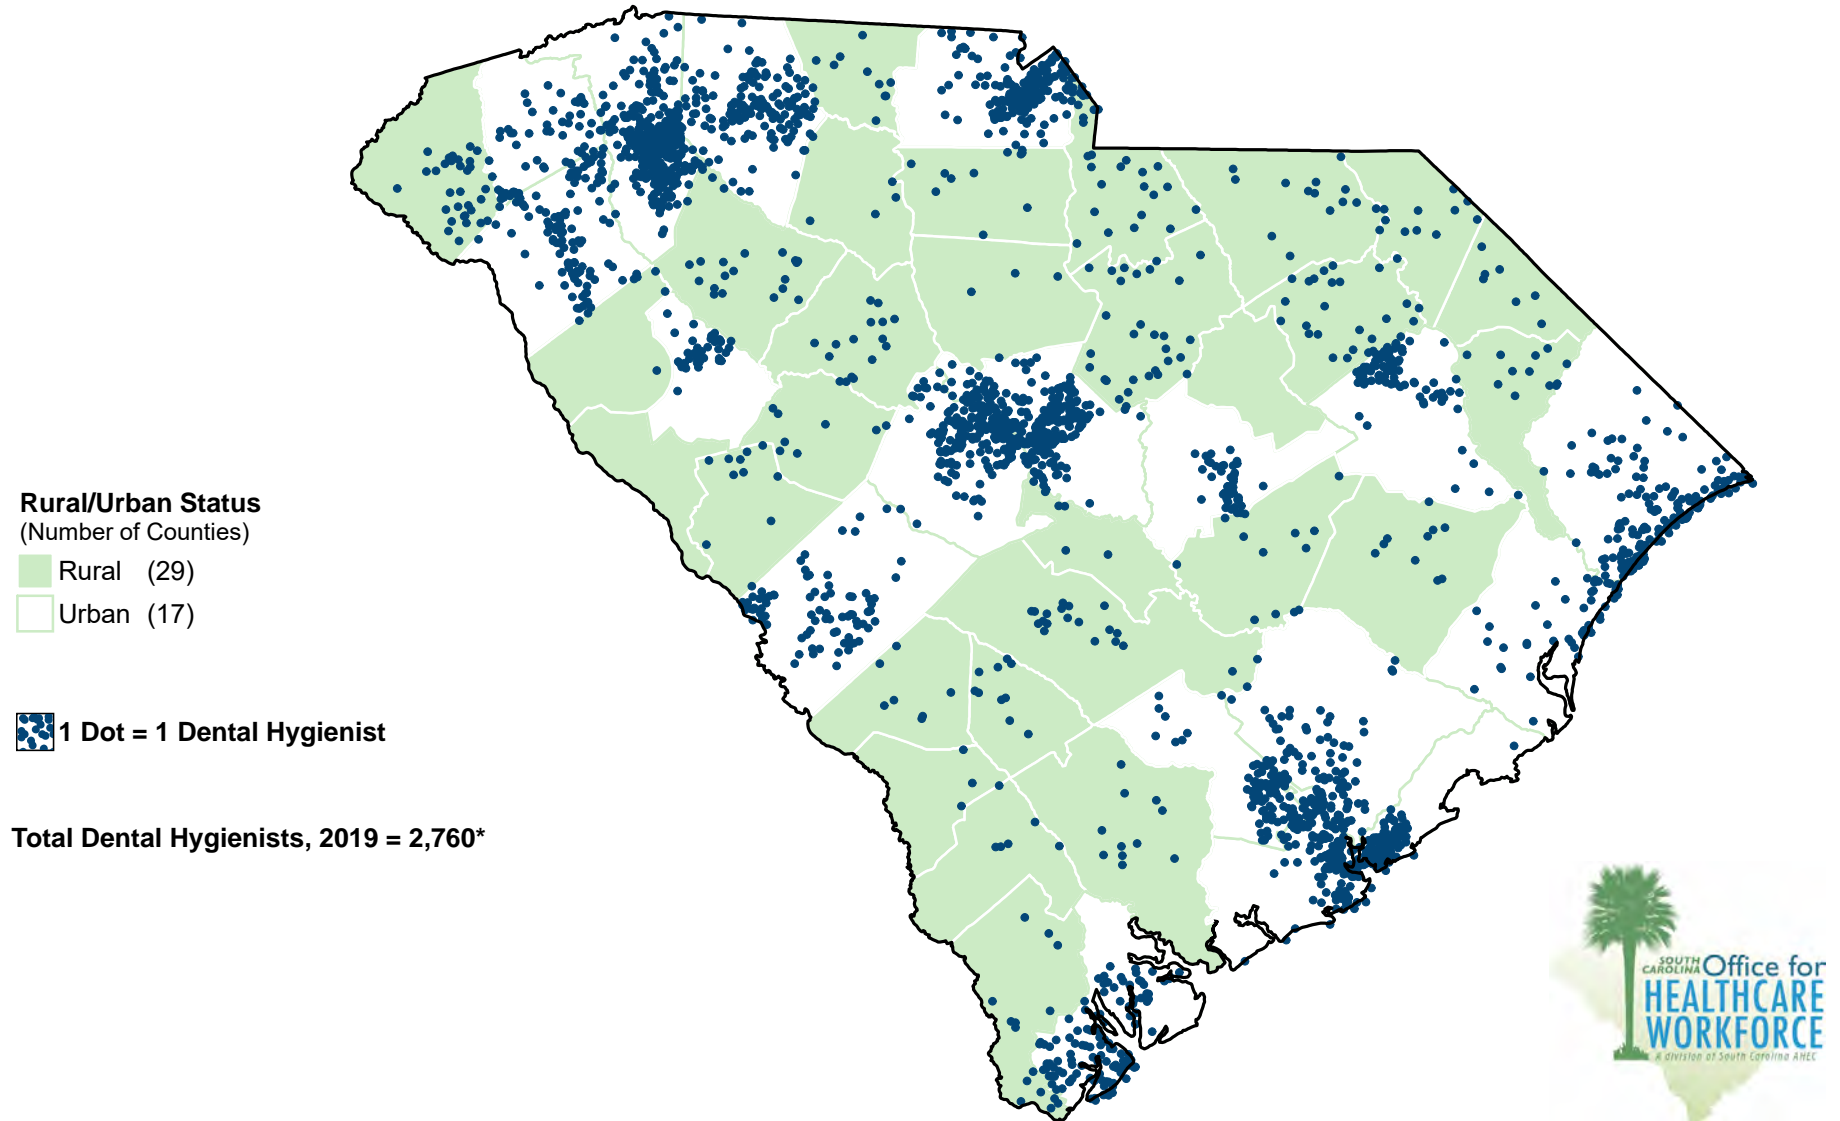 Rural/Urban Status
(Number of Counties)
Rural (29)
Urban (17)
1 Dot = 1 Dental Hygienist
Total Dental Hygienists, 2019 = 2,760*
SOUTH
CAROLINA Office for
HEALTHCARE
WORKFORCE
A division of South Carolina AHEC